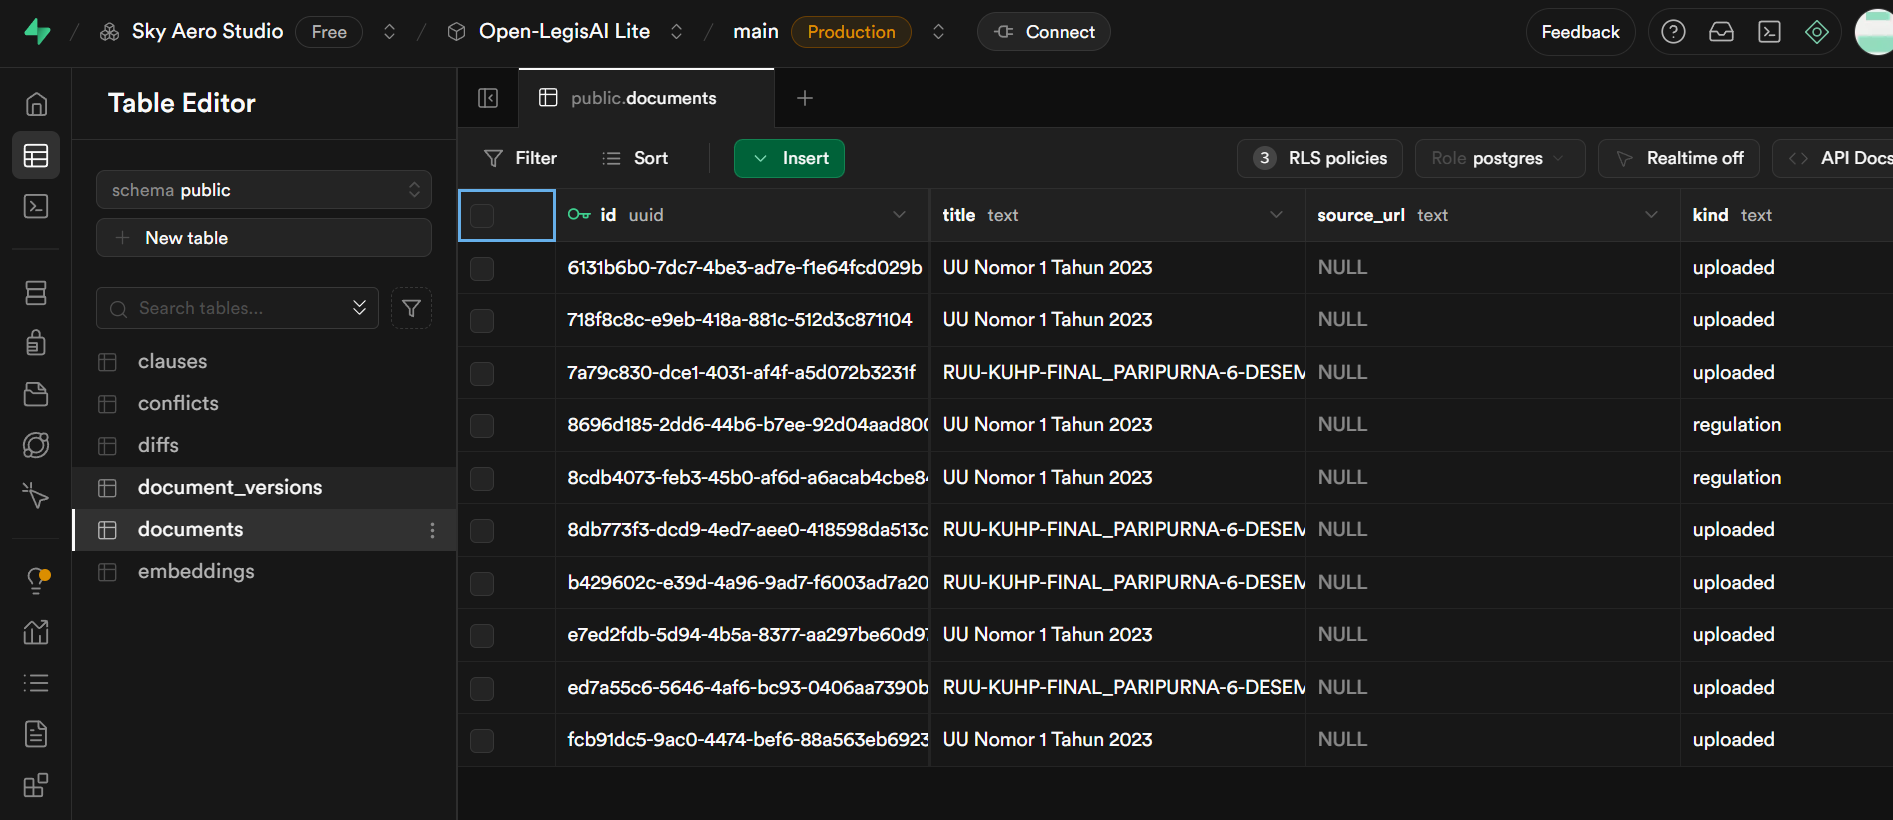 Sky Aero Studio Free Open-LegisAI Lite main Production Connect Feedback
Table Editor
public.documents
Filter Sort Insert 3 RLS policies Role postgres Realtime off API Docs
schema public
New table
Search tables...
clauses
conflicts
diffs
document_versions
documents
embeddings
id uuid title text source_url text kind text
6131b6b0-7dc7-4be3-ad7e-f1e64fcd029b UU Nomor 1 Tahun 2023 NULL uploaded
718f8c8c-e9eb-418a-881c-512d3c871104 UU Nomor 1 Tahun 2023 NULL uploaded
7a79c830-dce1-4031-af4f-a5d072b3231f RUU-KUHP-FINAL_PARIPURNA-6-DESEM NULL uploaded
8696d185-2dd6-44b6-b7ee-92d04aad800 UU Nomor 1 Tahun 2023 NULL regulation
8cdb4073-feb3-45b0-af6d-a6acab4cbe84 UU Nomor 1 Tahun 2023 NULL regulation
8db773f3-dcd9-4ed7-aee0-418598da513c RUU-KUHP-FINAL_PARIPURNA-6-DESEM NULL uploaded
b429602c-e39d-4a96-9ad7-f6003ad7a20 RUU-KUHP-FINAL_PARIPURNA-6-DESEM NULL uploaded
e7ed2fdb-5d94-4b5a-8377-aa297be60d97 UU Nomor 1 Tahun 2023 NULL uploaded
ed7a55c6-5646-4af6-bc93-0406aa7390b RUU-KUHP-FINAL_PARIPURNA-6-DESEM NULL uploaded
fcb91dc5-9ac0-4474-bef6-88a563eb6923 UU Nomor 1 Tahun 2023 NULL uploaded